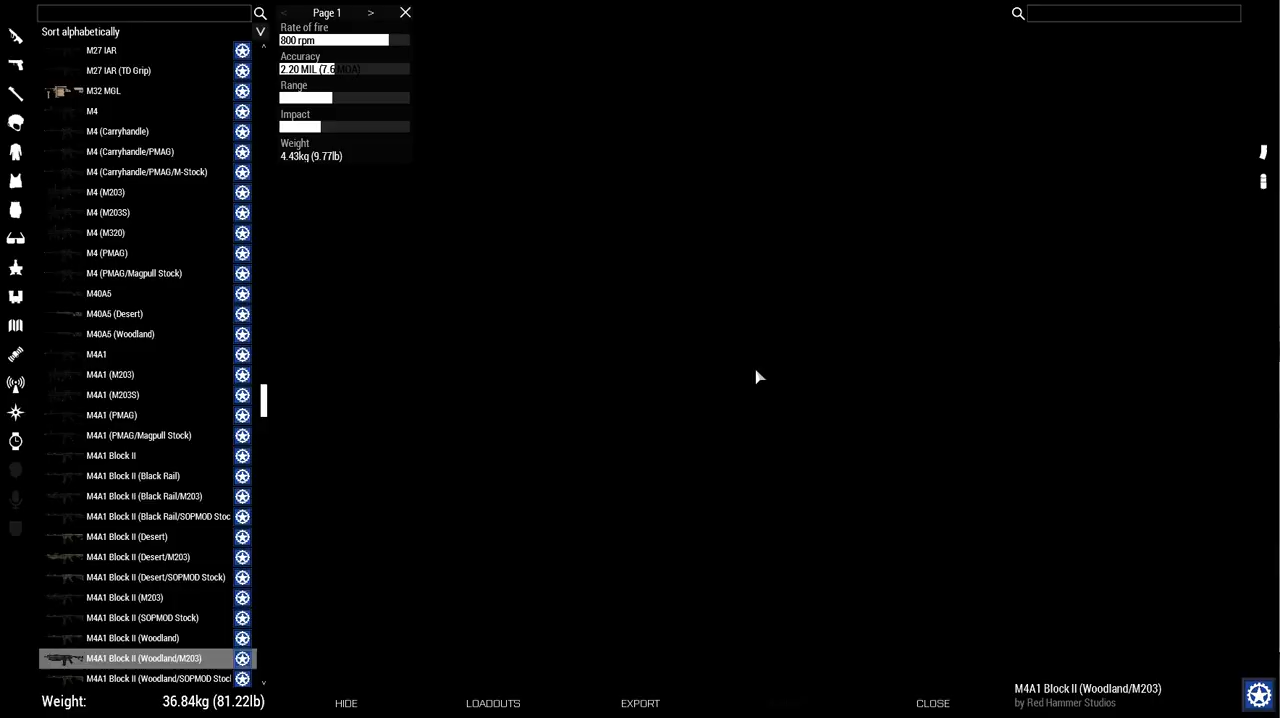 Sort alphabetically
V
M27 IAR
M27 IAR (TD Grip)
M32 MGL
M4
M4 (Carryhandle)
M4 (Carryhandle/PMAG)
M4 (Carryhandle/PMAG/M-Stock)
M4 (M203)
M4 (M203S)
M4 (M320)
M4 (PMAG)
M4 (PMAG/Magpull Stock)
M40A5
M40A5 (Desert)
M40A5 (Woodland)
M4A1
M4A1 (M203)
M4A1 (M203S)
M4A1 (PMAG)
M4A1 (PMAG/Magpull Stock)
M4A1 Block II
M4A1 Block II (Black Rail)
M4A1 Block II (Black Rail/M203)
M4A1 Block II (Black Rail/SOPMOD Stoc
M4A1 Block II (Desert)
M4A1 Block II (Desert/M203)
M4A1 Block II (Desert/SOPMOD Stock)
M4A1 Block II (M203)
M4A1 Block II (SOPMOD Stock)
M4A1 Block II (Woodland)
M4A1 Block II (Woodland/M203)
M4A1 Block II (Woodland/SOPMOD Stocl
Weight: 36.84kg (81.22lb)
< Page 1 >
Rate of fire
800 rpm
Accuracy
2.20 MIL (7.6 MOA)
Range
Impact
Weight
4.43kg (9.77lb)
HIDE
LOADOUTS
EXPORT
CLOSE
M4A1 Block II (Woodland/M203)
by Red Hammer Studios